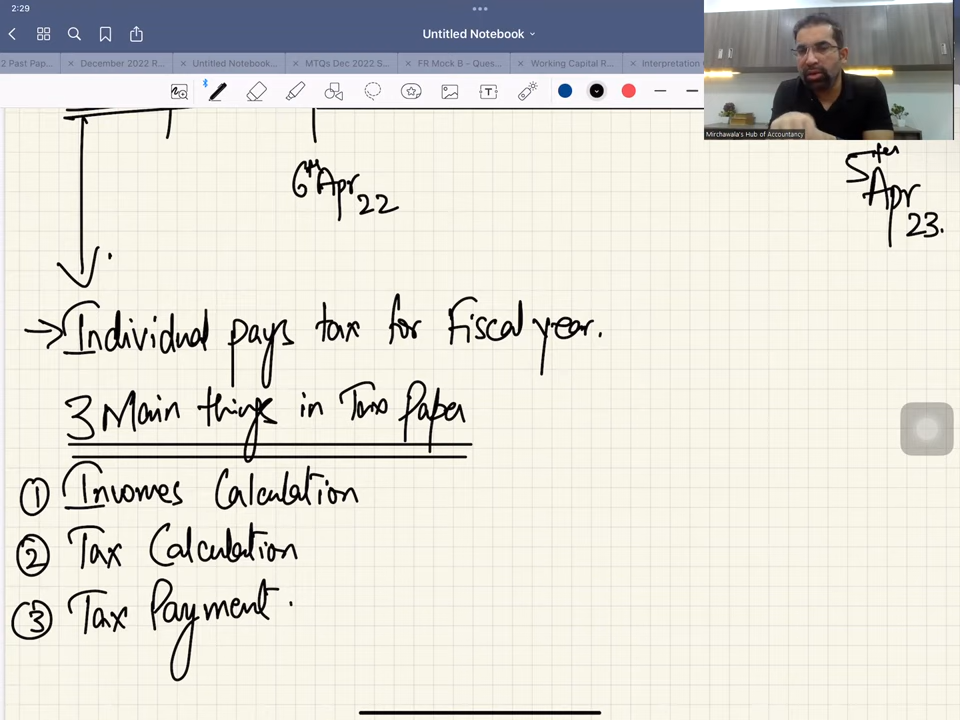 2:29
Untitled Notebook
2 Past Pap...
December 2022 R...
Untitled Notebook...
MTQs Dec 2022 S...
FR Mock B - Ques...
Working Capital R...
Interpretation
T
Mirchawala's Hub of Accountancy
6th Apr 22
5th Apr 23.
→ Individual pays tax for Fiscal year.
3 Main things in Tax Paper
① Incomes Calculation
② Tax Calculation
③ Tax Payment.